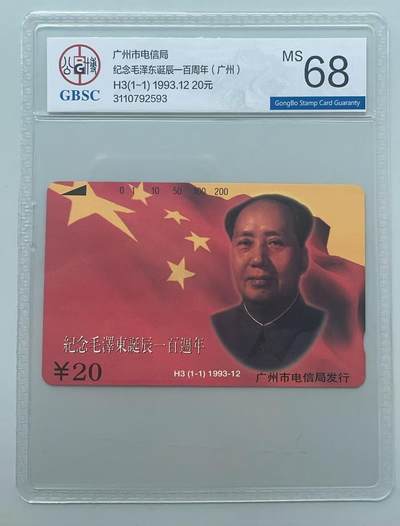 广州市电信局
纪念毛泽东诞辰一百周年(广州)
H3(1-1) 1993.12 20元
3110792593
公博
GBSC
MS 68
GongBo Stamp Card Guaranty
0 1 10 50 100 200
紀念毛澤東誕辰一百週年
¥20
H3 (1-1) 1993-12
广州市电信局发行